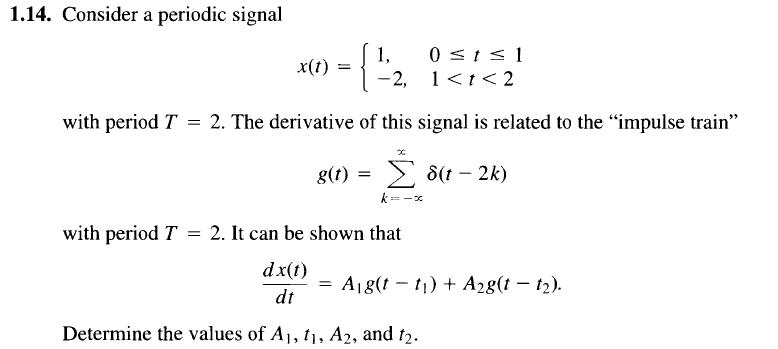 1.14. Consider a periodic signal
x(t) = { 1, 0 ≤ t ≤ 1
-2, 1 < t < 2
with period T = 2. The derivative of this signal is related to the “impulse train”
g(t) = ∑_{k=-∞}^{∞} δ(t - 2k)
with period T = 2. It can be shown that
dx(t)/dt = A₁g(t - t₁) + A₂g(t - t₂).
Determine the values of A₁, t₁, A₂, and t₂.